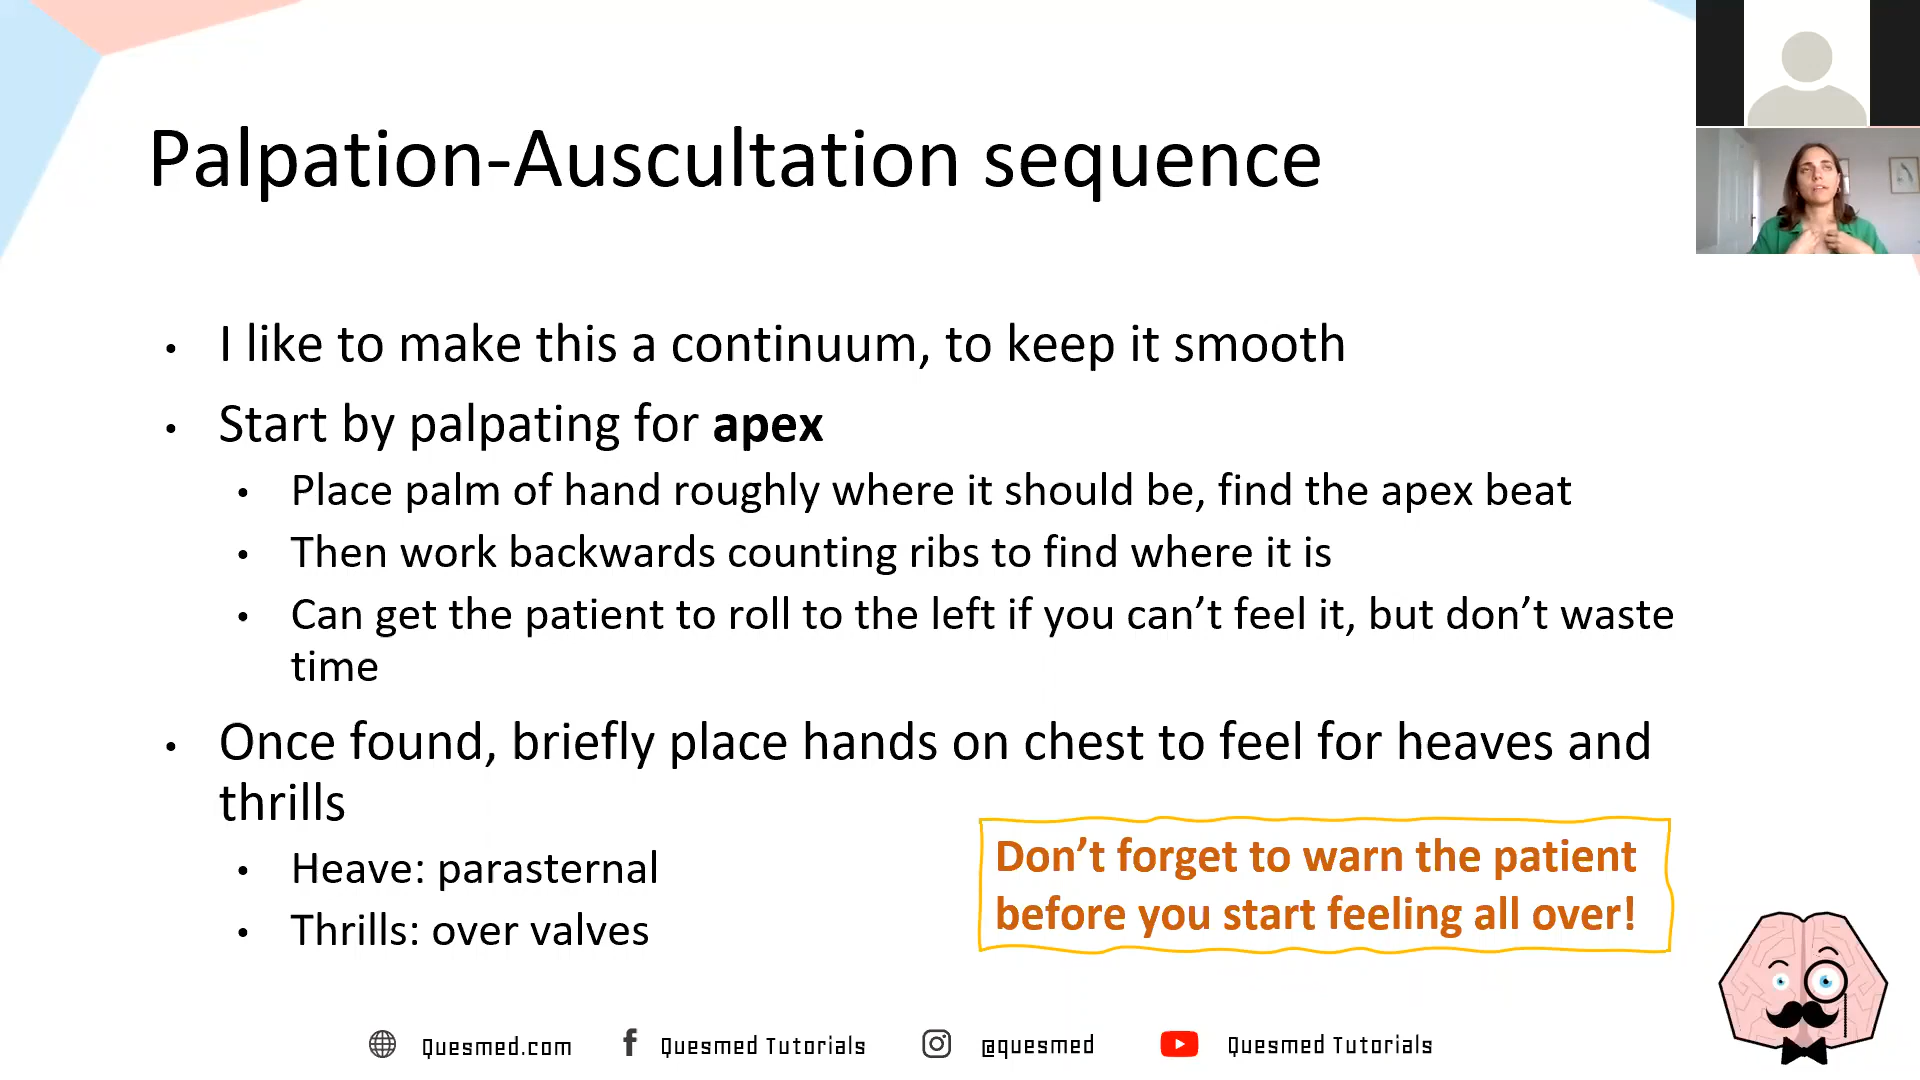 Palpation-Auscultation sequence
• I like to make this a continuum, to keep it smooth
• Start by palpating for apex
• Place palm of hand roughly where it should be, find the apex beat
• Then work backwards counting ribs to find where it is
• Can get the patient to roll to the left if you can’t feel it, but don’t waste
time
• Once found, briefly place hands on chest to feel for heaves and
thrills
• Heave: parasternal
• Thrills: over valves
Don’t forget to warn the patient
before you start feeling all over!
Quesmed.com
Quesmed Tutorials
@quesmed
Quesmed Tutorials